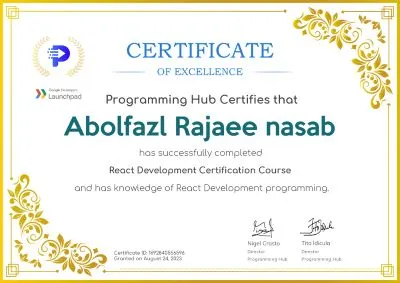 CERTIFICATE
OF EXCELLENCE
Google Developers
Launchpad
Programming Hub Certifies that
Abolfazl Rajaee nasab
has successfully completed
React Development Certification Course
and has knowledge of React Development programming.
Nigel Crasto
Director
Programming Hub
Tito Idicula
Director
Programming Hub
Certificate ID: 1692840556596
Granted on August 24, 2023